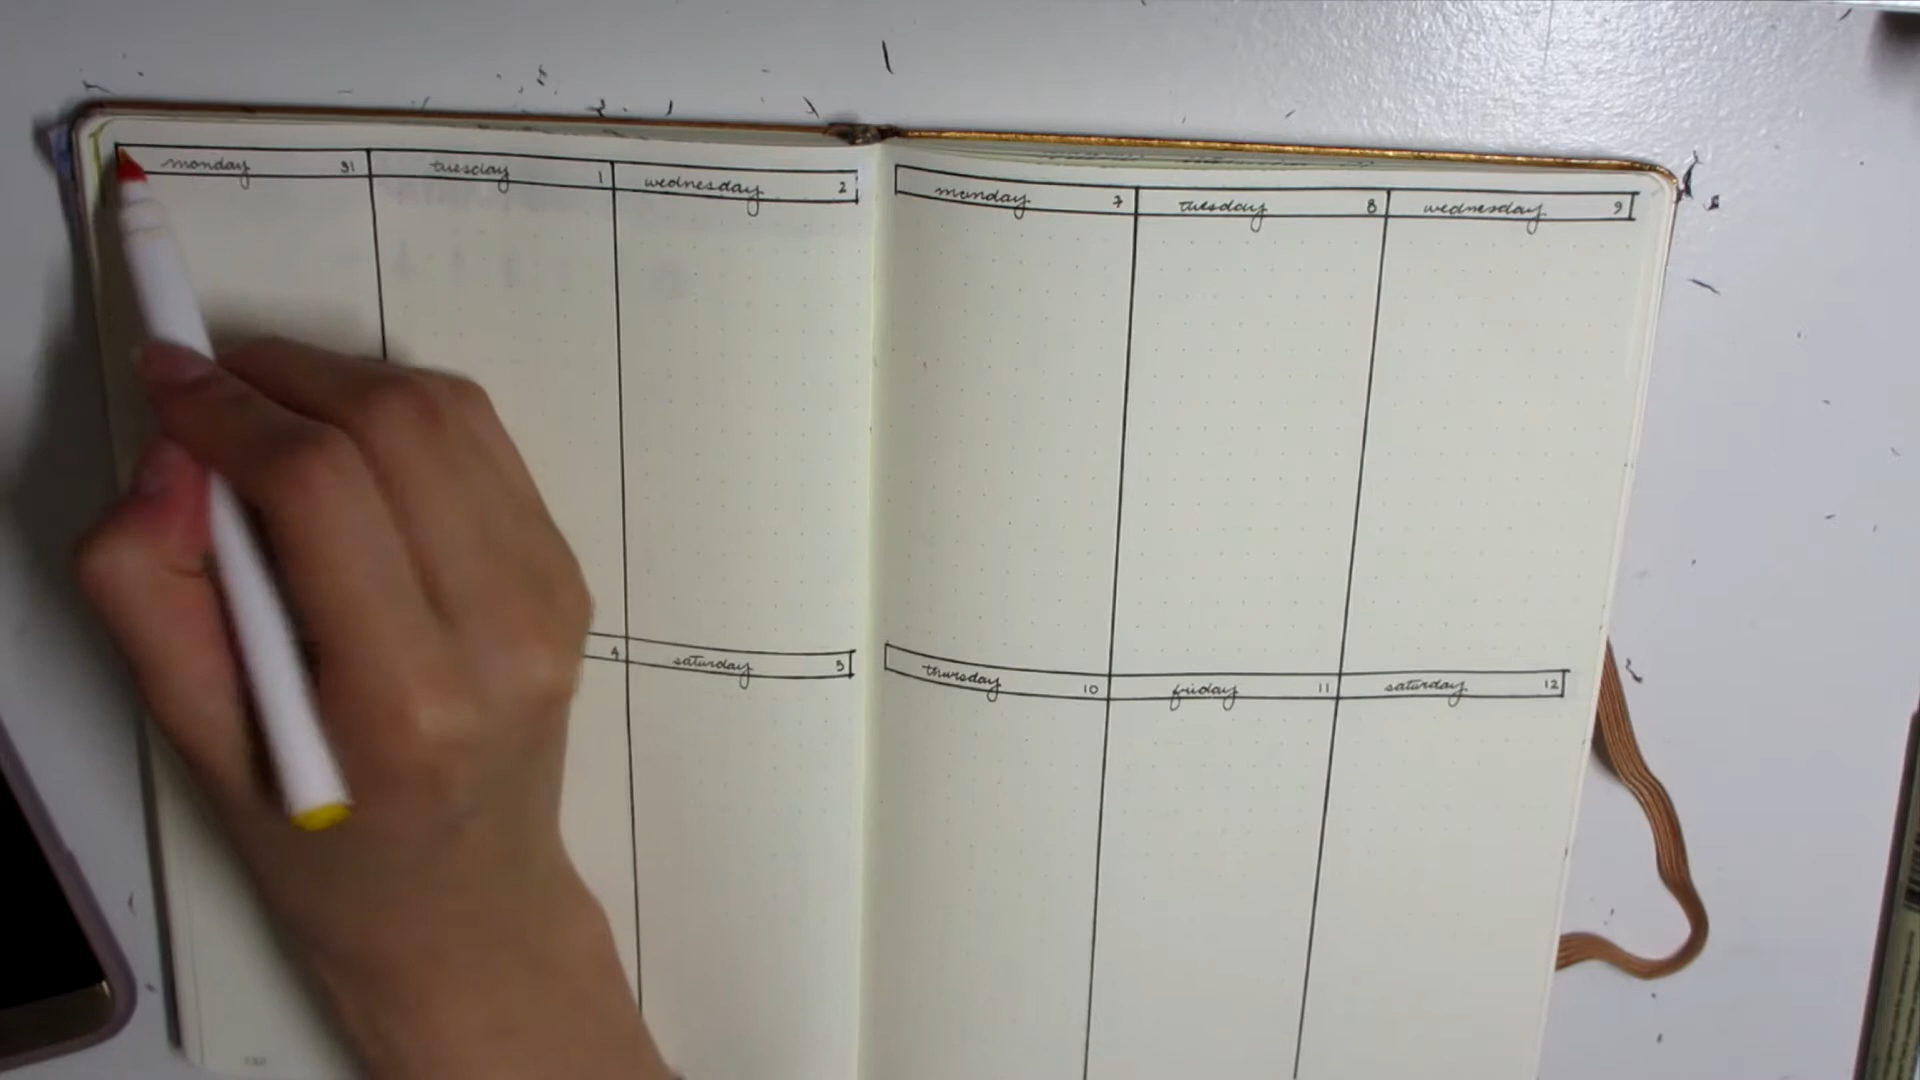 monday 31 tuesday 1 wednesday 2
4 saturday 5
monday 7 tuesday 8 wednesday 9
thursday 10 friday 11 saturday 12